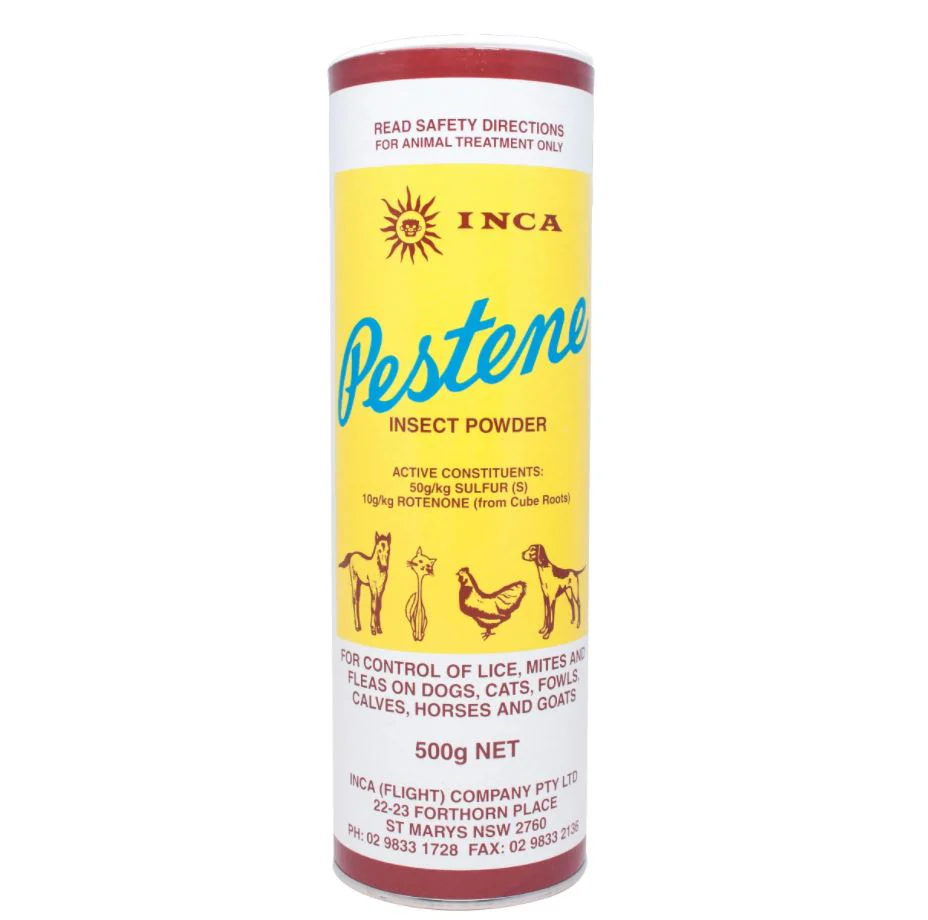 READ SAFETY DIRECTIONS
FOR ANIMAL TREATMENT ONLY
INCA
Pestene
INSECT POWDER
ACTIVE CONSTITUENTS:
50g/kg SULFUR (S)
10g/kg ROTENONE (from Cube Roots)
FOR CONTROL OF LICE, MITES AND
FLEAS ON DOGS, CATS, FOWLS,
CALVES, HORSES AND GOATS
500g NET
INCA (FLIGHT) COMPANY PTY LTD
22-23 FORTHORN PLACE
ST MARYS NSW 2760
PH: 02 9833 1728 FAX: 02 9833 2136